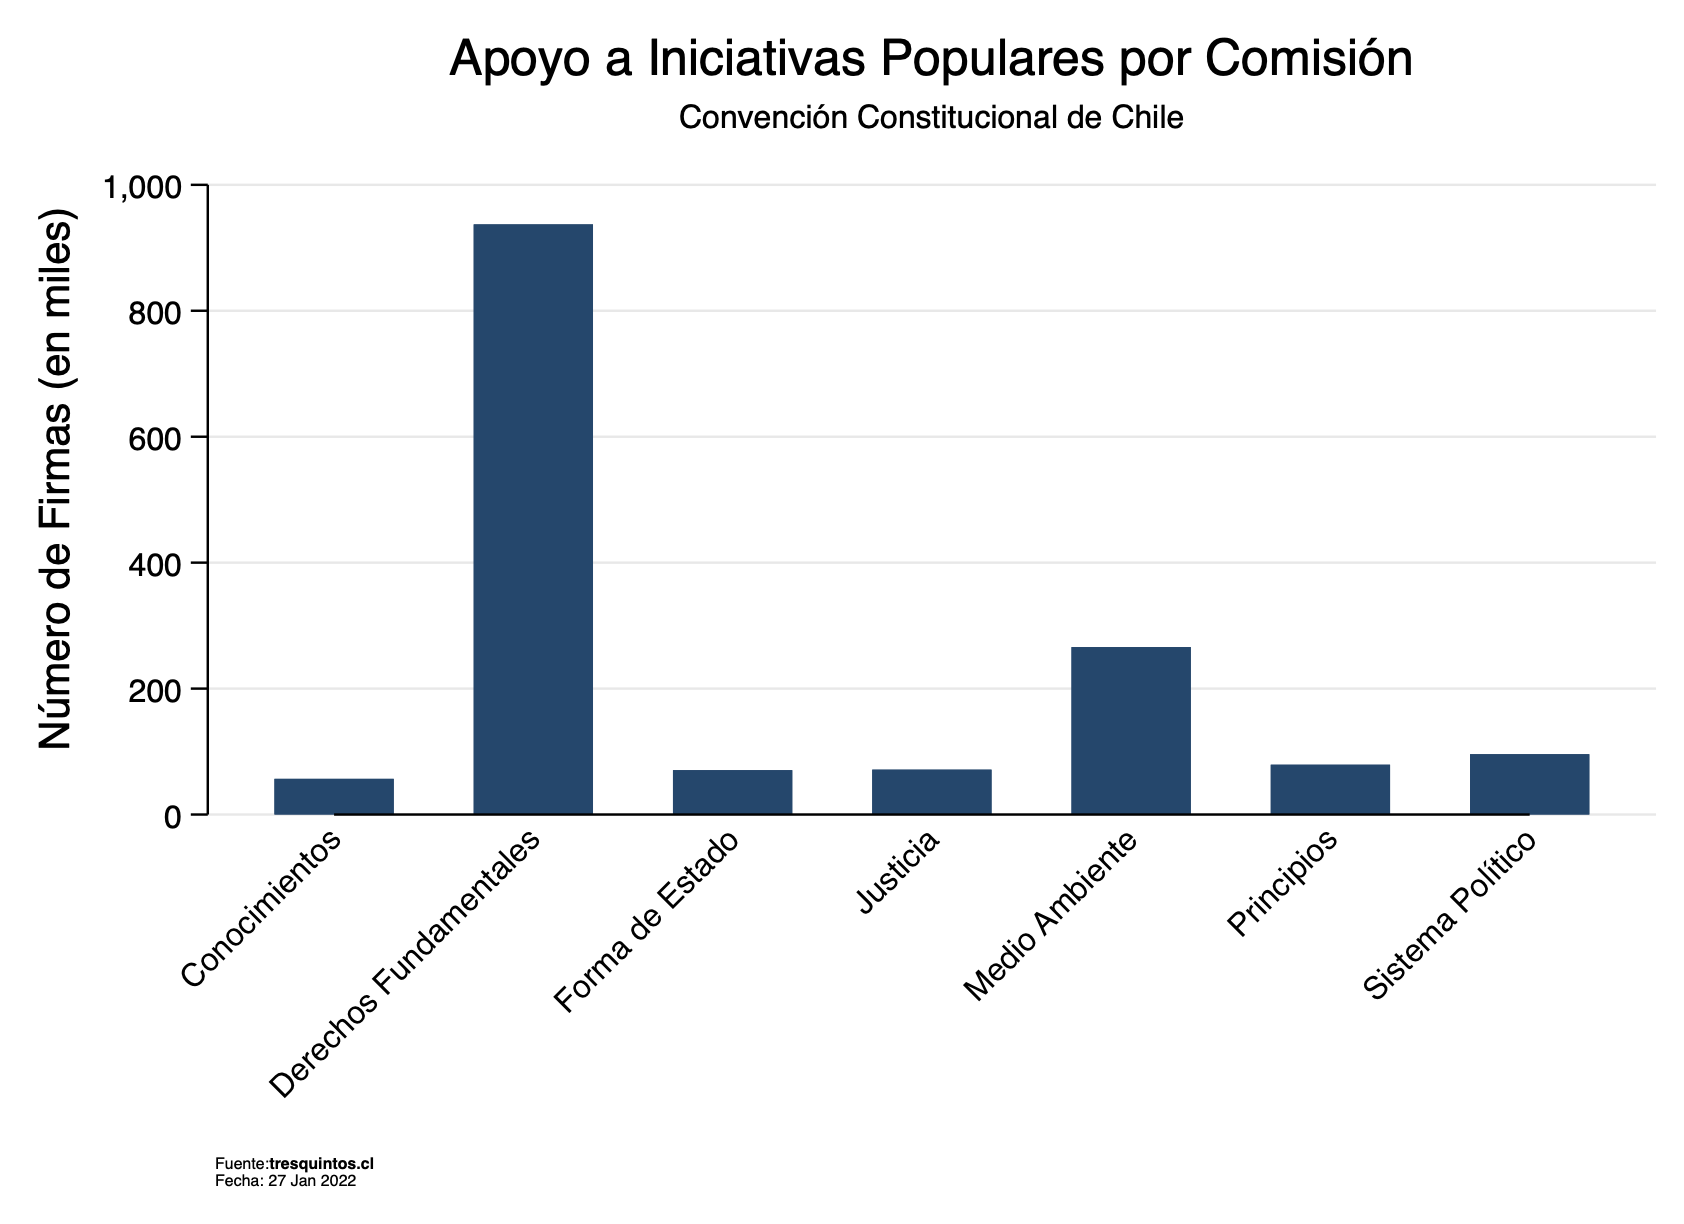 Apoyo a Iniciativas Populares por Comisión
Convención Constitucional de Chile
Número de Firmas (en miles)
1,000
800
600
400
200
0
Conocimientos
Derechos Fundamentales
Forma de Estado
Justicia
Medio Ambiente
Principios
Sistema Político
Fuente:tresquintos.cl
Fecha: 27 Jan 2022